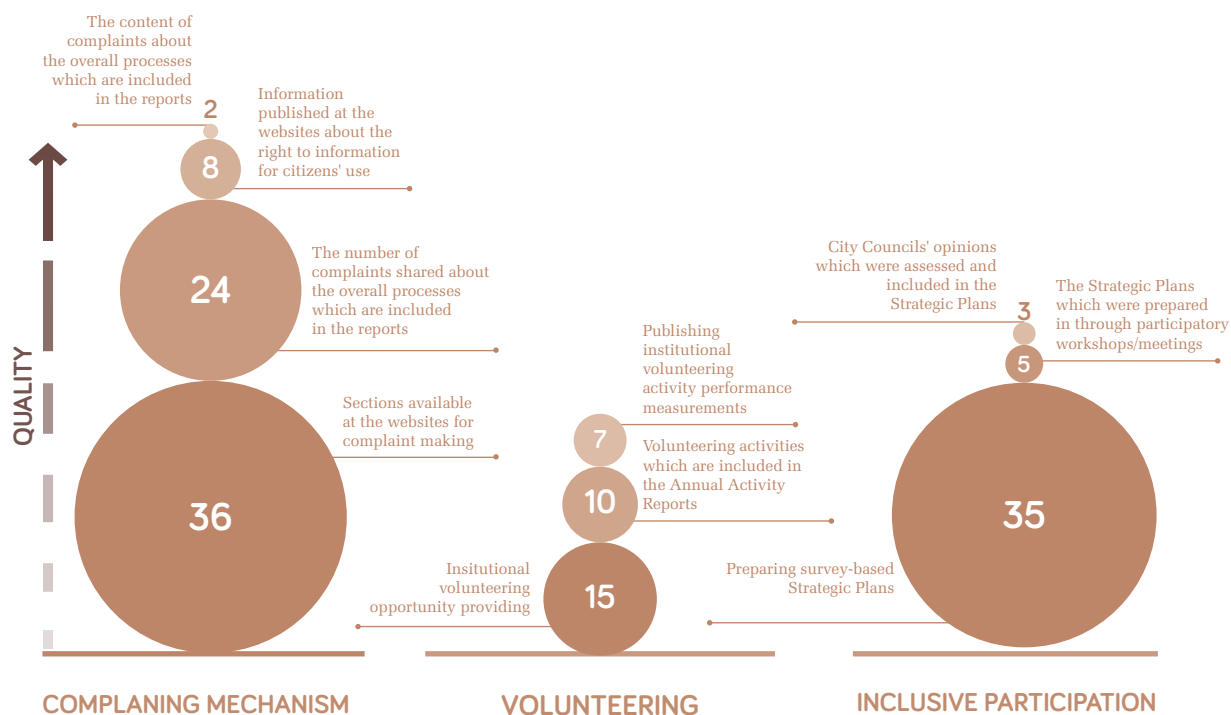 The content of
complaints about
the overall processes
which are included
in the reports
2
Information
published at the
websites about the
right to information
for citizens' use
8
The number of
complaints shared about
the overall processes
which are included
in the reports
24
Sections available
at the websites for
complaint making
36
QUALITY
COMPLANING MECHANISM
Publishing
institutional
volunteering
activity performance
measurements
7
Volunteering activities
which are included in
the Annual Activity
Reports
10
Insitutional
volunteering
opportunity providing
15
VOLUNTEERING
City Councils' opinions
which were assessed and
included in the
Strategic Plans
3
The Strategic Plans
which were prepared
in through participatory
workshops/meetings
5
35
Preparing survey-based
Strategic Plans
INCLUSIVE PARTICIPATION